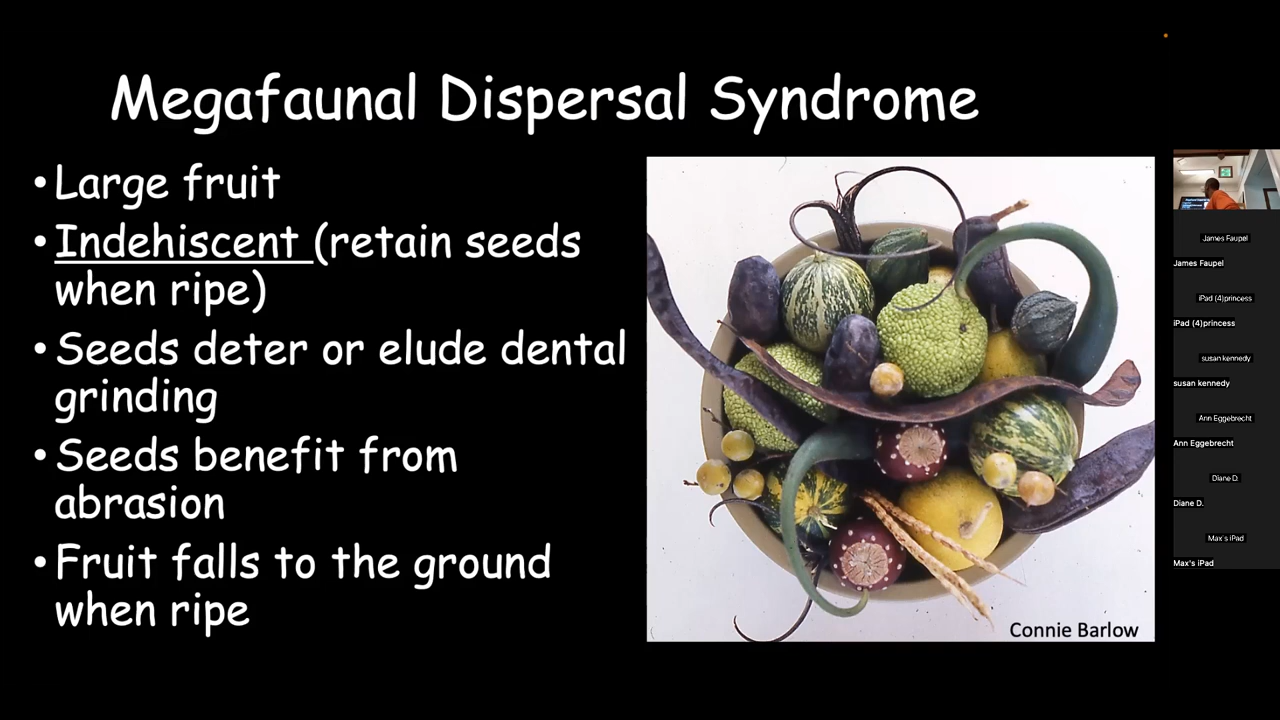 Megafaunal Dispersal Syndrome
•Large fruit
•Indehiscent (retain seeds
when ripe)
•Seeds deter or elude dental
grinding
•Seeds benefit from
abrasion
•Fruit falls to the ground
when ripe
Connie Barlow
James Faupel
James Faupel
iPad (4)princess
iPad (4)princess
susan kennedy
susan kennedy
Ann Eggebrecht
Ann Eggebrecht
Diane D.
Diane D.
Max's iPad
Max's iPad